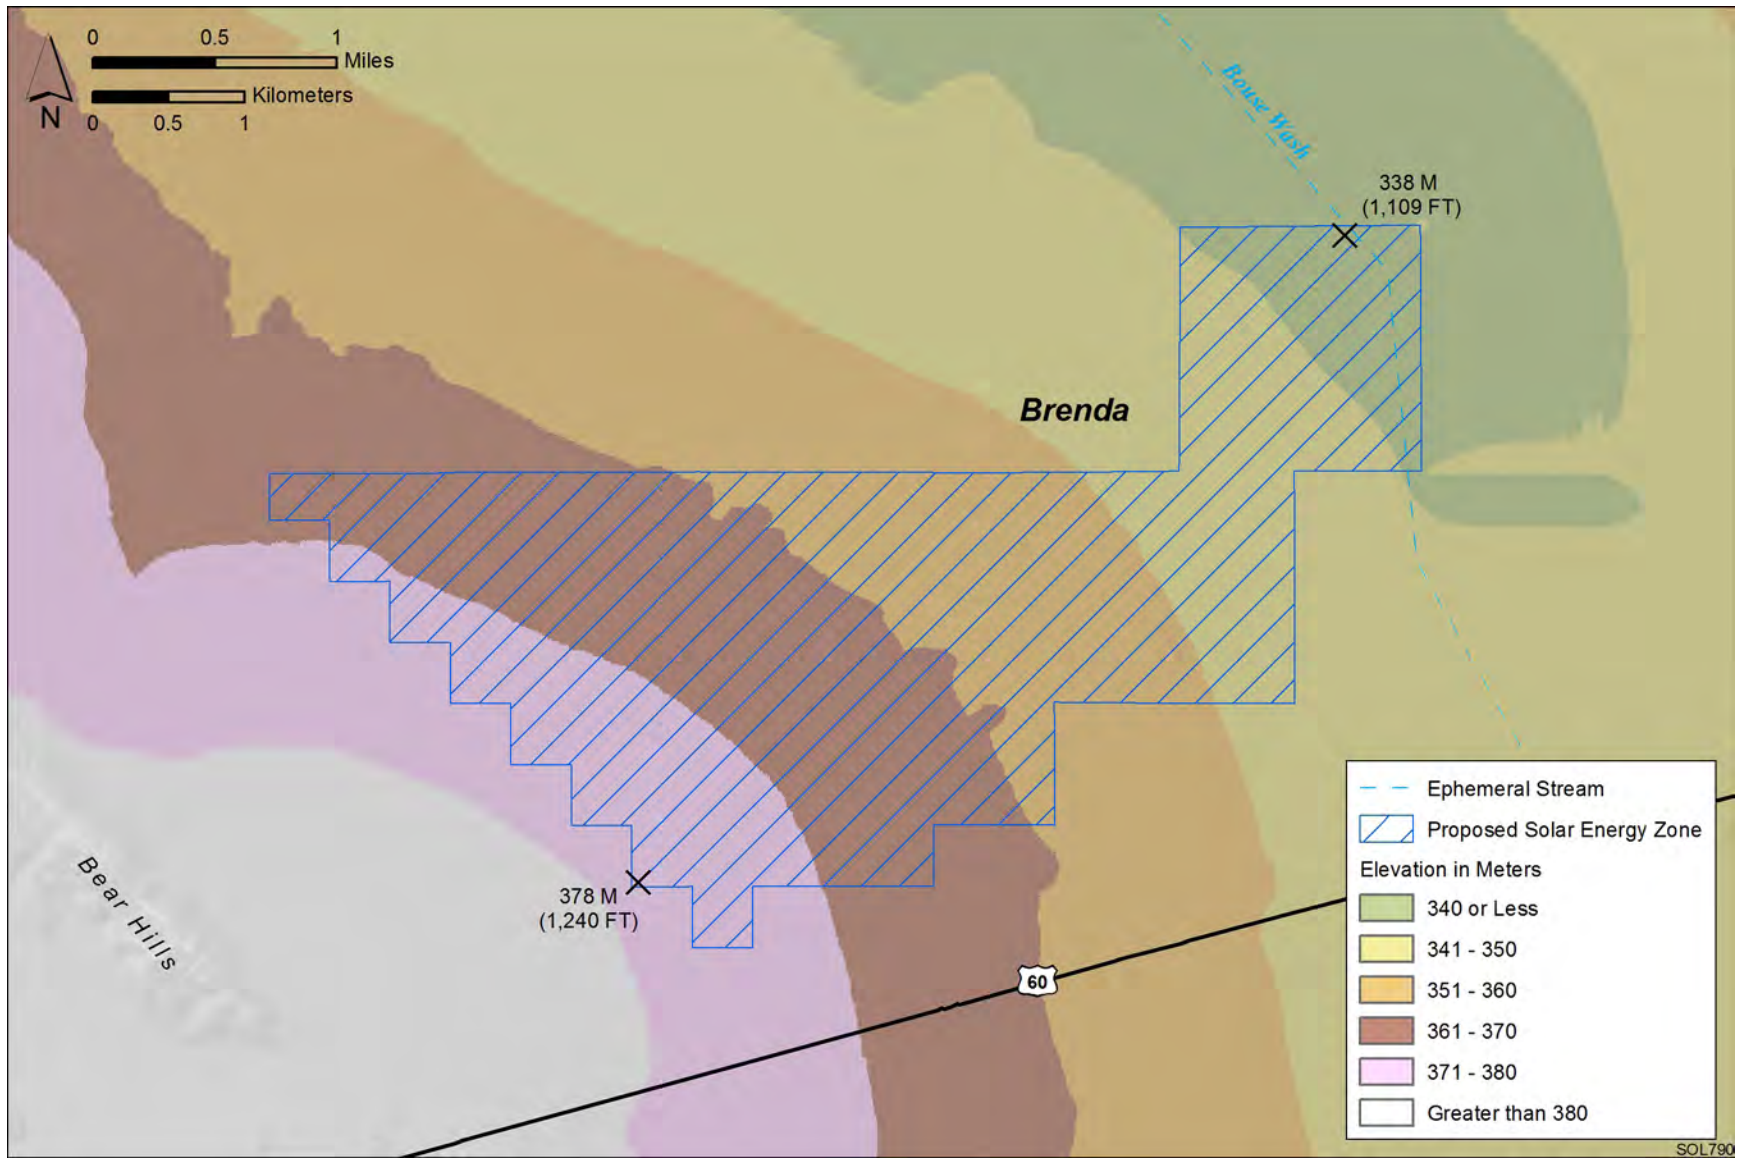 0 0.5 1
Miles
Kilometers
0 0.5 1
N
Bouse Wash
338 M
(1,109 FT)
Brenda
378 M
(1,240 FT)
Bear Hills
60
Ephemeral Stream
Proposed Solar Energy Zone
Elevation in Meters
340 or Less
341 - 350
351 - 360
361 - 370
371 - 380
Greater than 380
SOL790